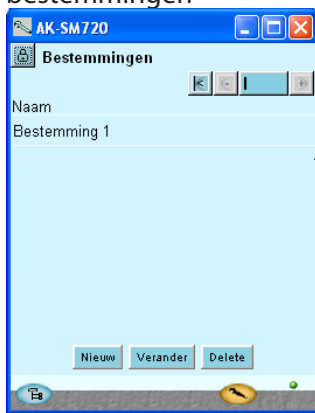 bestemmingen
AK-SM720
Bestemmingen
Naam
Bestemming 1
Nieuw Verander Delete